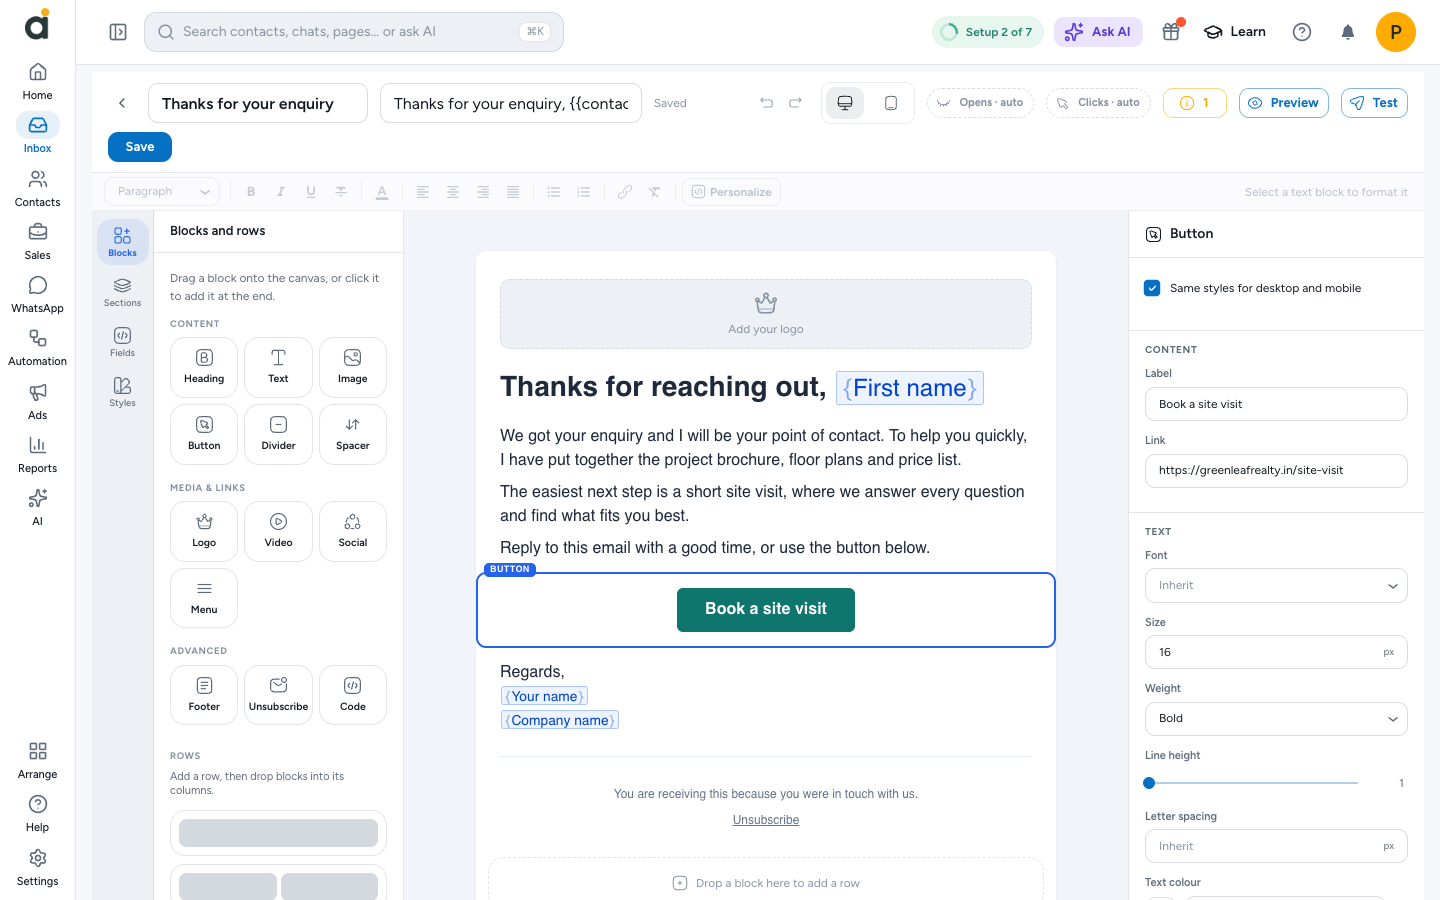 Search contacts, chats, pages... or ask AI
⌘K
Setup 2 of 7
Ask AI
Learn
P
Home
Inbox
Contacts
Sales
WhatsApp
Automation
Ads
Reports
AI
Arrange
Help
Settings
Thanks for your enquiry
Thanks for your enquiry, {{contac
Saved
Opens · auto
Clicks · auto
1
Preview
Test
Save
Paragraph
B
I
U
A
Personalize
Select a text block to format it
Blocks
Sections
Fields
Styles
Blocks and rows
Drag a block onto the canvas, or click it
to add it at the end.
CONTENT
Heading
Text
Image
Button
Divider
Spacer
MEDIA & LINKS
Logo
Video
Social
Menu
ADVANCED
Footer
Unsubscribe
Code
ROWS
Add a row, then drop blocks into its
columns.
Add your logo
Thanks for reaching out, {First name}
We got your enquiry and I will be your point of contact. To help you quickly,
I have put together the project brochure, floor plans and price list.
The easiest next step is a short site visit, where we answer every question
and find what fits you best.
Reply to this email with a good time, or use the button below.
BUTTON
Book a site visit
Regards,
{Your name}
{Company name}
You are receiving this because you were in touch with us.
Unsubscribe
Drop a block here to add a row
Button
Same styles for desktop and mobile
CONTENT
Label
Book a site visit
Link
https://greenleafrealty.in/site-visit
TEXT
Font
Inherit
Size
16
px
Weight
Bold
Line height
1
Letter spacing
Inherit
px
Text colour